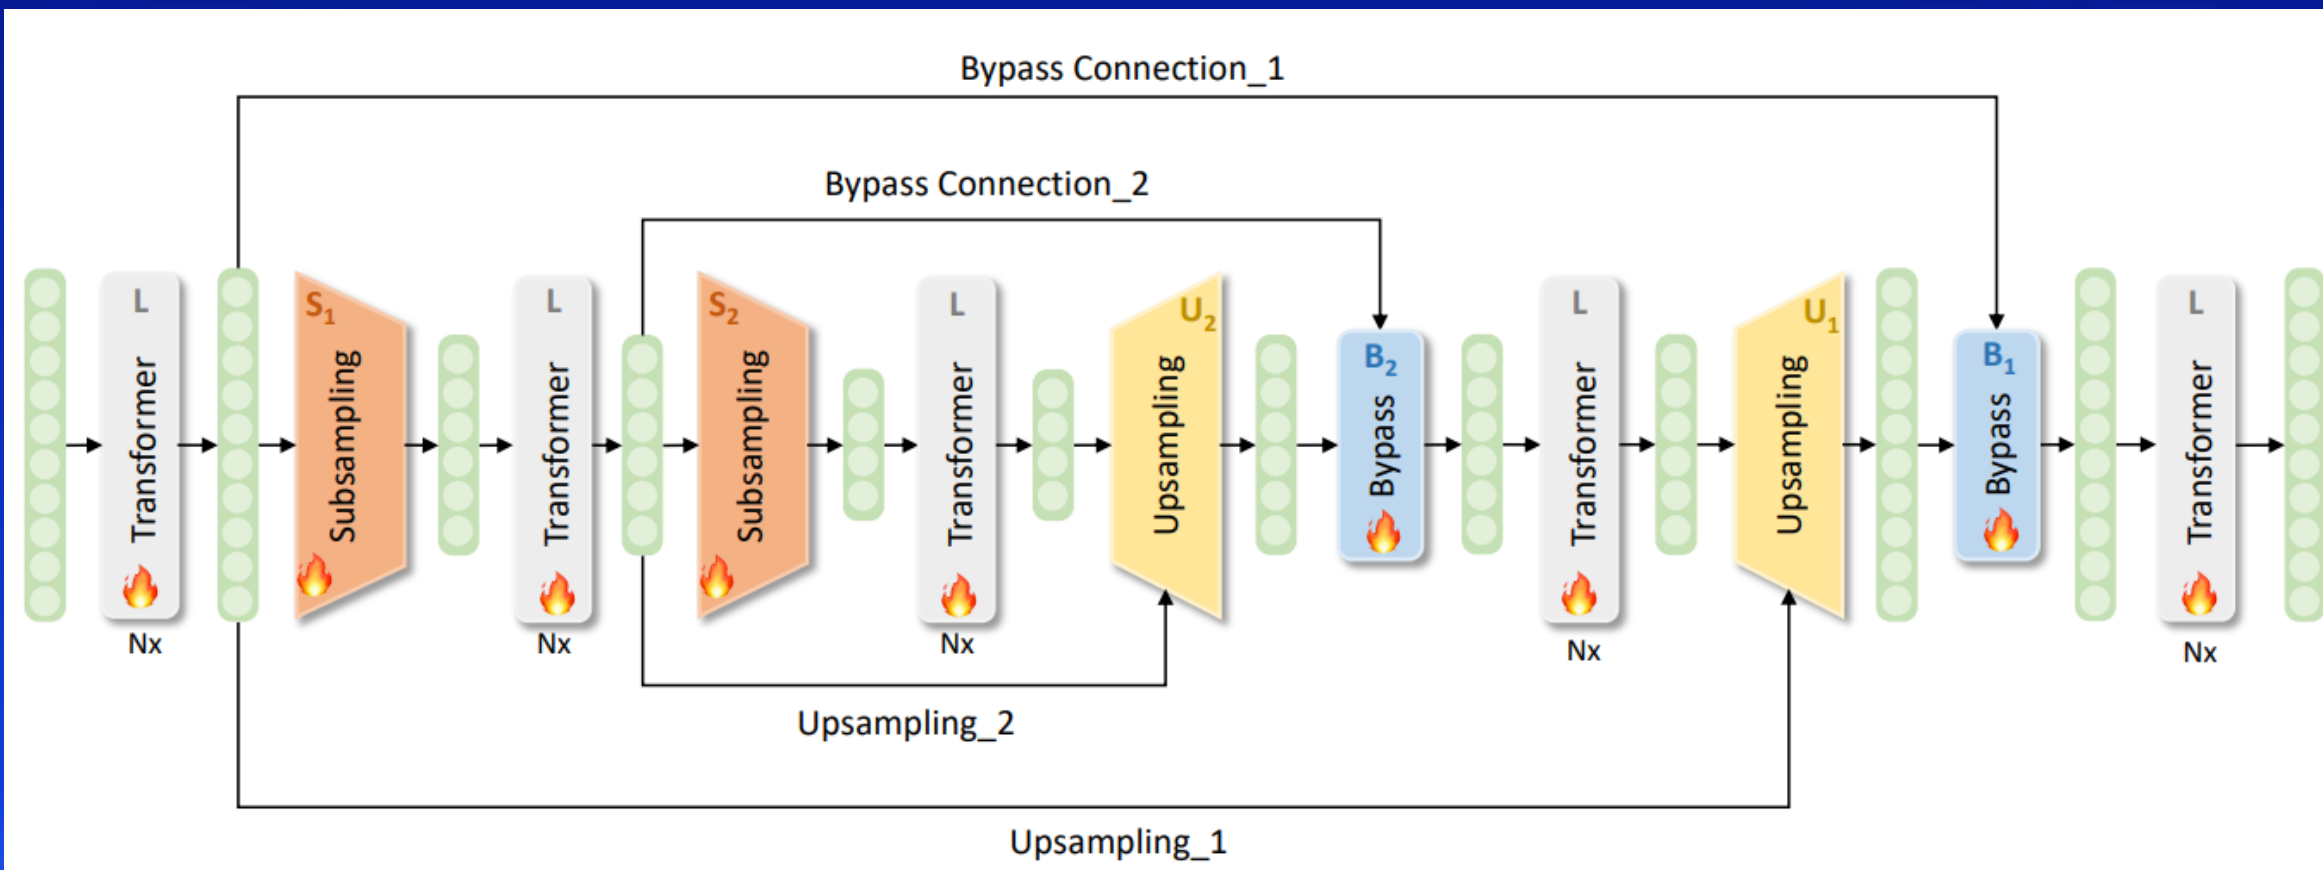 Bypass Connection_1
Bypass Connection_2
L
Transformer
Nx
S1
Subsampling
L
Transformer
Nx
S2
Subsampling
L
Transformer
Nx
U2
Upsampling
B2
Bypass
L
Transformer
Nx
U1
Upsampling
B1
Bypass
L
Transformer
Nx
Upsampling_2
Upsampling_1